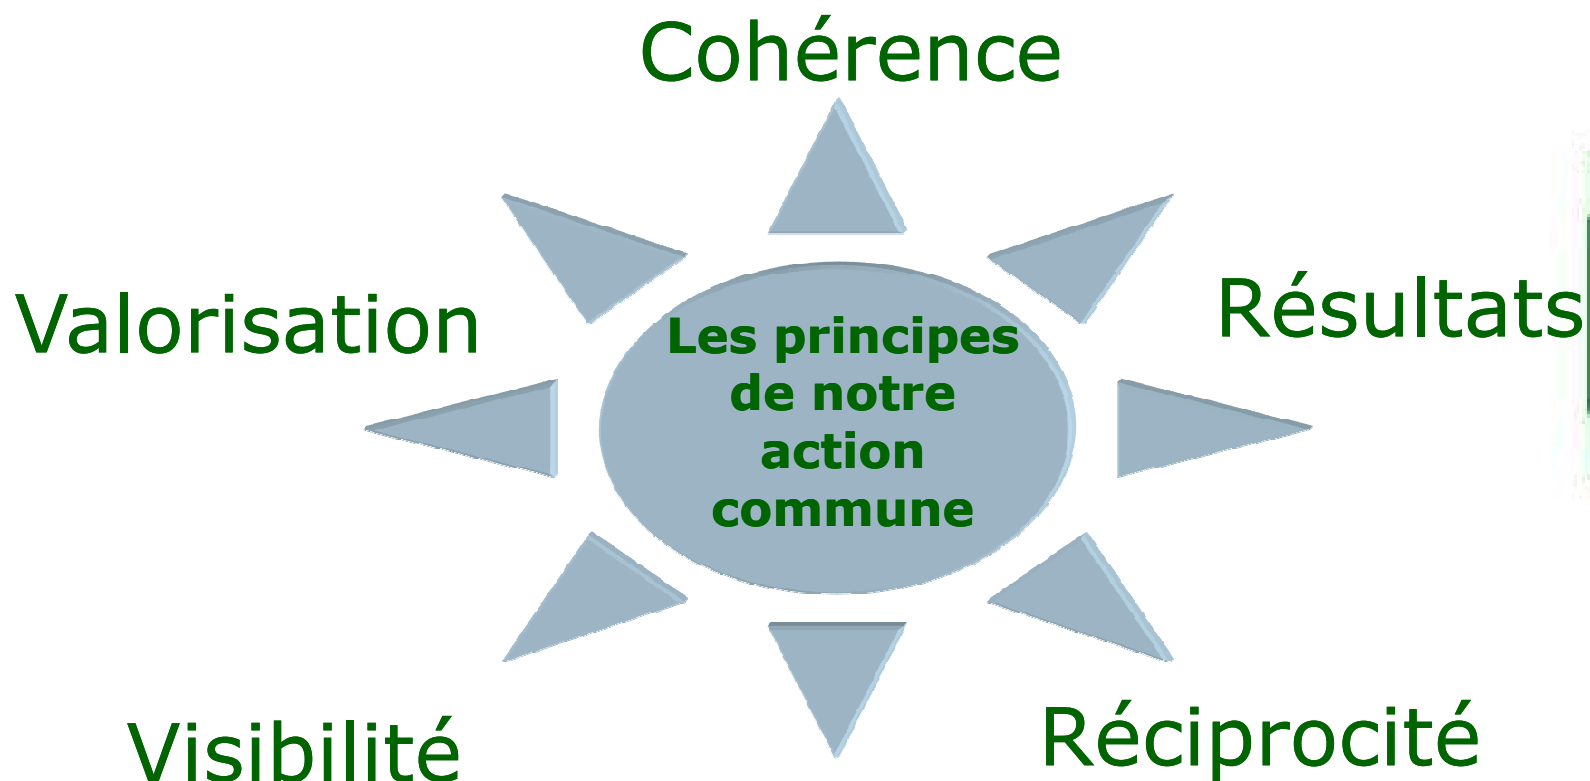 Cohérence
Valorisation
Résultats
Les principes
de notre
action
commune
Visibilité
Réciprocité